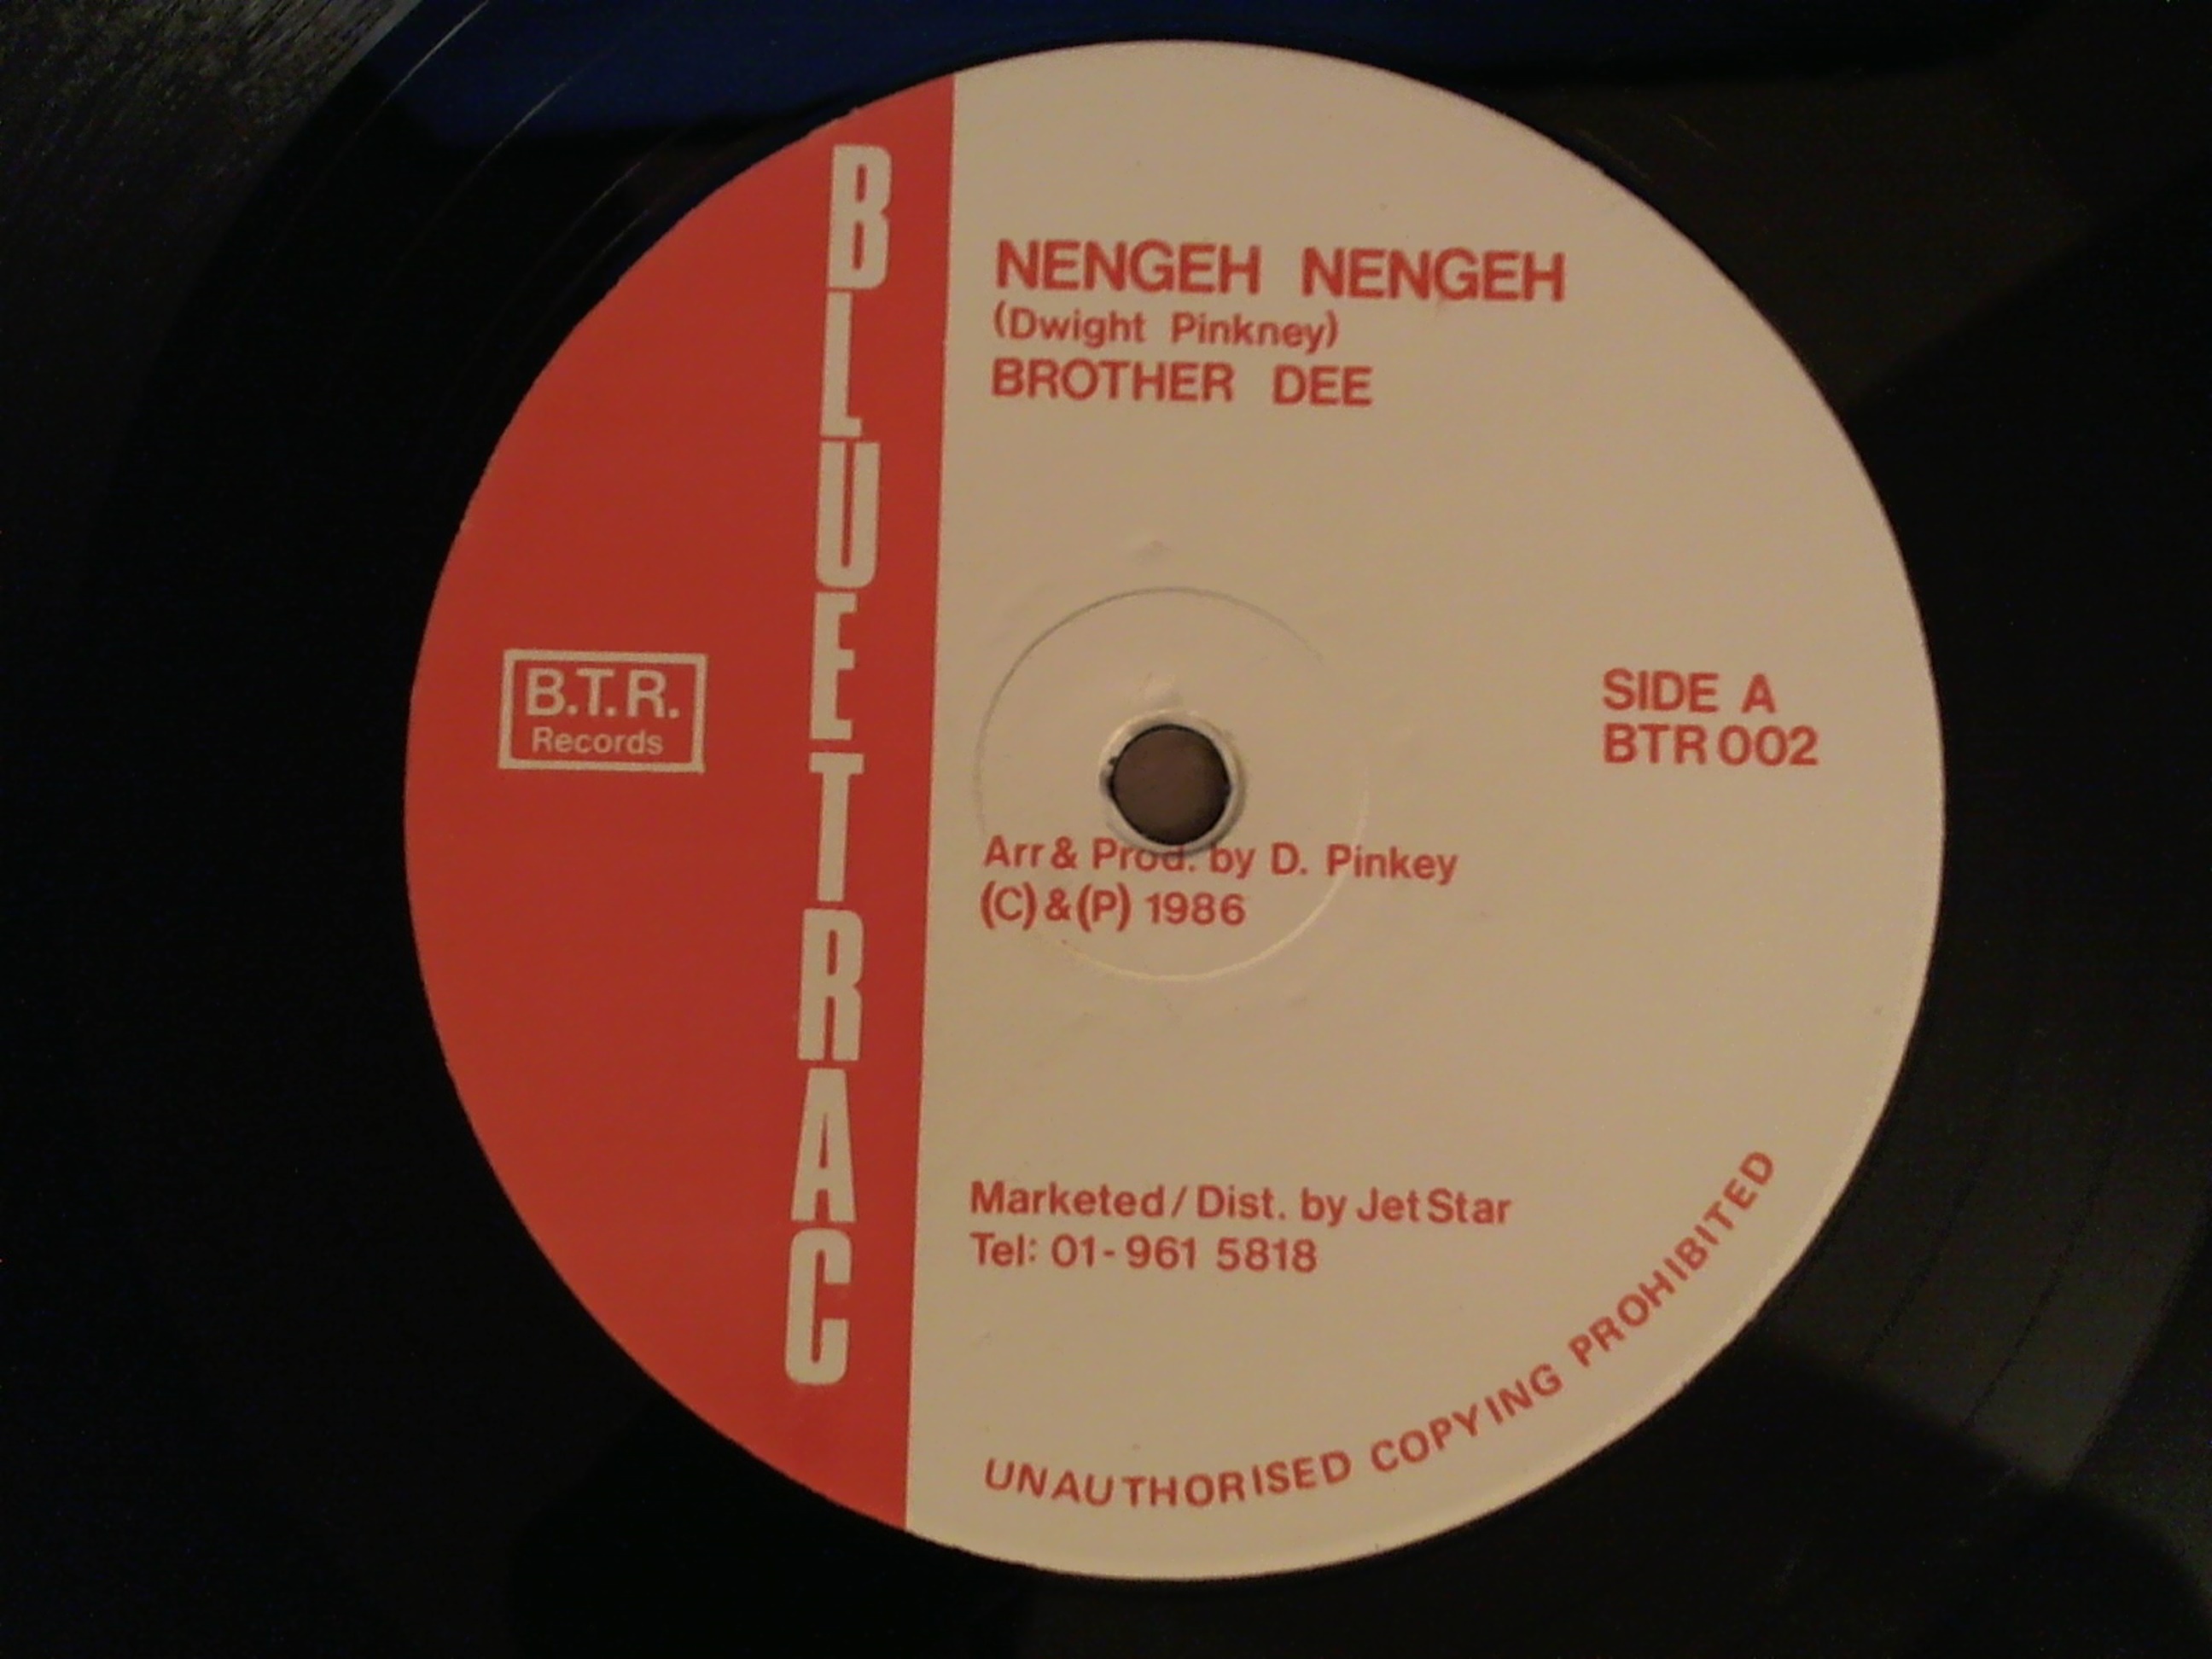 BLUETRAC
B.T.R.
Records
NENGEH NENGEH
(Dwight Pinkney)
BROTHER DEE
SIDE A
BTR 002
Arr & Prod. by D. Pinkey
(C) & (P) 1986
Marketed / Dist. by Jet Star
Tel: 01-961 5818
UNAUTHORISED COPYING PROHIBITED